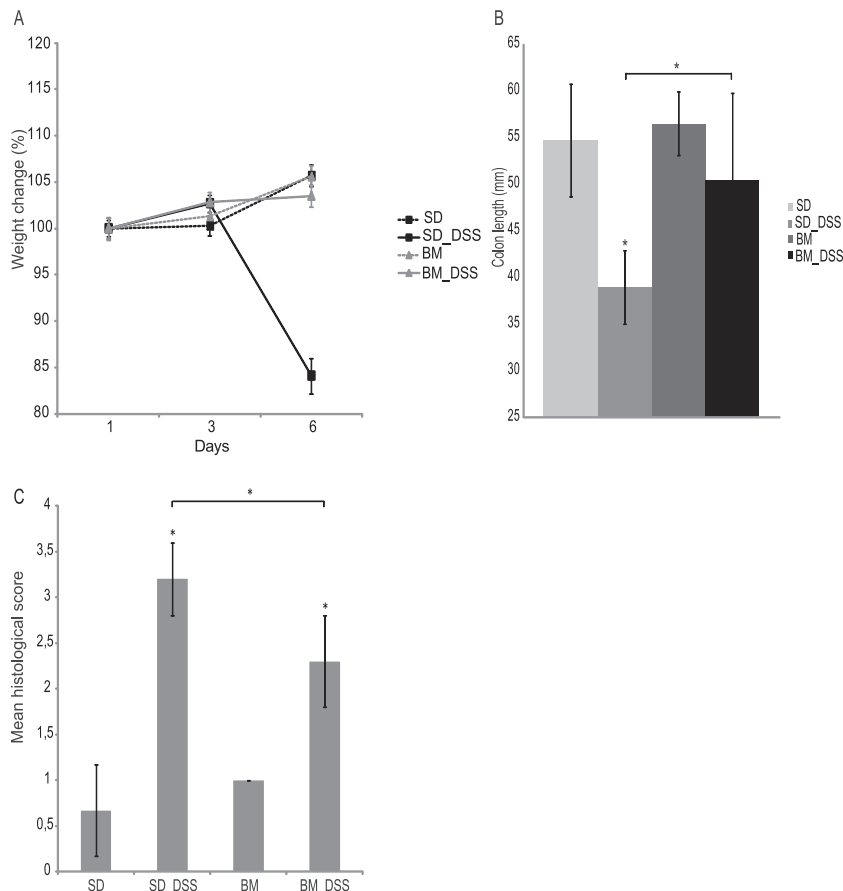 A
120
115
110
105
100
95
90
85
80
Weight change (%)
1
3
6
Days
SD
SD_DSS
BM
BM_DSS
B
65
60
55
50
45
40
35
30
25
Colon length (mm)
*
*
SD
SD_DSS
BM
BM_DSS
C
4
3,5
3
2,5
2
1,5
1
0,5
0
Mean histological score
*
*
*
SD
SD DSS
BM
BM DSS